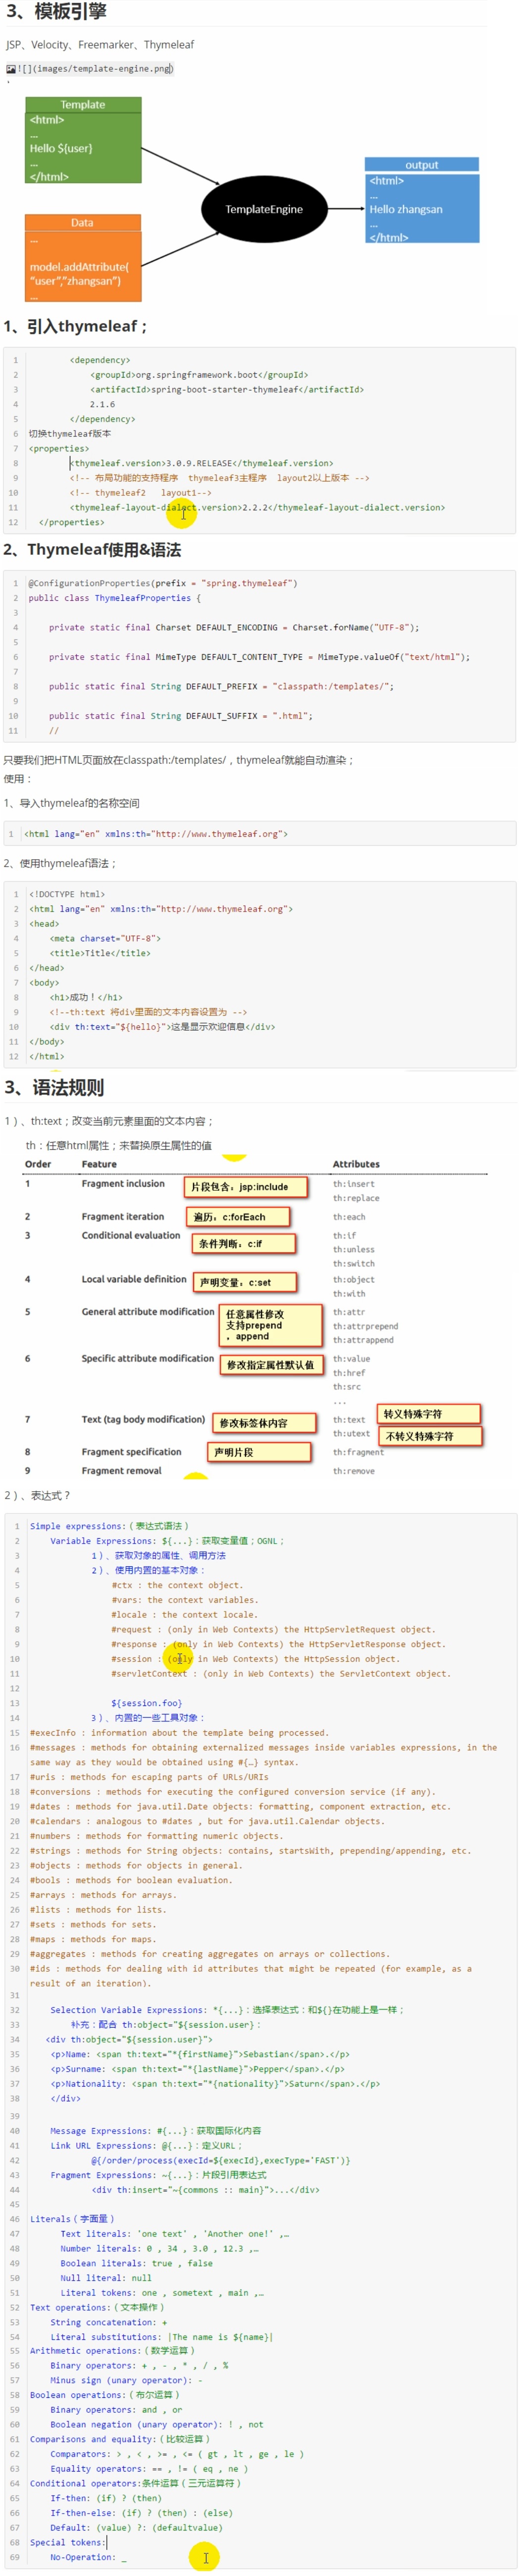 3、模板引擎
JSP、Velocity、Freemarker、Thymeleaf
![](images/template-engine.png)
Template
<html>
...
Hello ${user}
...
</html>
Data
...
model.addAttribute(
"user","zhangsan")
...
TemplateEngine
output
<html>
...
Hello zhangsan
...
</html>
1、引入thymeleaf；
1 <dependency>
2 <groupId>org.springframework.boot</groupId>
3 <artifactId>spring-boot-starter-thymeleaf</artifactId>
4 2.1.6
5 </dependency>
6 切换thymeleaf版本
7 <properties>
8 <thymeleaf.version>3.0.9.RELEASE</thymeleaf.version>
9 <!-- 布局功能的支持程序 thymeleaf3主程序 layout2以上版本 -->
10 <!-- thymeleaf2 layout1-->
11 <thymeleaf-layout-dialect.version>2.2.2</thymeleaf-layout-dialect.version>
12 </properties>
2、Thymeleaf使用&语法
1 @ConfigurationProperties(prefix = "spring.thymeleaf")
2 public class ThymeleafProperties {
3
4 private static final Charset DEFAULT_ENCODING = Charset.forName("UTF-8");
5
6 private static final MimeType DEFAULT_CONTENT_TYPE = MimeType.valueOf("text/html");
7
8 public static final String DEFAULT_PREFIX = "classpath:/templates/";
9
10 public static final String DEFAULT_SUFFIX = ".html";
11 //
只要我们把HTML页面放在classpath:/templates/，thymeleaf就能自动渲染；
使用：
1、导入thymeleaf的名称空间
1 <html lang="en" xmlns:th="http://www.thymeleaf.org">
2、使用thymeleaf语法；
1 <!DOCTYPE html>
2 <html lang="en" xmlns:th="http://www.thymeleaf.org">
3 <head>
4 <meta charset="UTF-8">
5 <title>Title</title>
6 </head>
7 <body>
8 <h1>成功！</h1>
9 <!--th:text 将div里面的文本内容设置为 -->
10 <div th:text="${hello}">这是显示欢迎信息</div>
11 </body>
12 </html>
3、语法规则
1）、th:text；改变当前元素里面的文本内容；
th：任意html属性；来替换原生属性的值
Order Feature Attributes
1 Fragment inclusion 片段包含：jsp:include th:insert
th:replace
2 Fragment iteration 遍历：c:forEach th:each
3 Conditional evaluation 条件判断：c:if th:if
th:unless
th:switch
4 Local variable definition 声明变量：c:set th:object
th:with
5 General attribute modification 任意属性修改 th:attr
支持prepend th:attrprepend
，append th:attrappend
6 Specific attribute modification 修改指定属性默认值 th:value
th:href
th:src
...
7 Text (tag body modification) 修改标签体内容 th:text 转义特殊字符
th:utext 不转义特殊字符
8 Fragment specification 声明片段 th:fragment
9 Fragment removal th:remove
2）、表达式？
1 Simple expressions:（表达式语法）
2 Variable Expressions: ${...}：获取变量值；OGNL；
3 1）、获取对象的属性、调用方法
4 2）、使用内置的基本对象：
5 #ctx : the context object.
6 #vars: the context variables.
7 #locale : the context locale.
8 #request : (only in Web Contexts) the HttpServletRequest object.
9 #response : (only in Web Contexts) the HttpServletResponse object.
10 #session : (only in Web Contexts) the HttpSession object.
11 #servletContext : (only in Web Contexts) the ServletContext object.
12
13 ${session.foo}
14 3）、内置的一些工具对象：
15 #execInfo : information about the template being processed.
16 #messages : methods for obtaining externalized messages inside variables expressions, in the
same way as they would be obtained using #{…} syntax.
17 #uris : methods for escaping parts of URLs/URIs
18 #conversions : methods for executing the configured conversion service (if any).
19 #dates : methods for java.util.Date objects: formatting, component extraction, etc.
20 #calendars : analogous to #dates , but for java.util.Calendar objects.
21 #numbers : methods for formatting numeric objects.
22 #strings : methods for String objects: contains, startsWith, prepending/appending, etc.
23 #objects : methods for objects in general.
24 #bools : methods for boolean evaluation.
25 #arrays : methods for arrays.
26 #lists : methods for lists.
27 #sets : methods for sets.
28 #maps : methods for maps.
29 #aggregates : methods for creating aggregates on arrays or collections.
30 #ids : methods for dealing with id attributes that might be repeated (for example, as a
result of an iteration).
31
32 Selection Variable Expressions: *{...}：选择表达式：和${}在功能上是一样；
33 补充：配合 th:object="${session.user}：
34 <div th:object="${session.user}">
35 <p>Name: <span th:text="*{firstName}">Sebastian</span>.</p>
36 <p>Surname: <span th:text="*{lastName}">Pepper</span>.</p>
37 <p>Nationality: <span th:text="*{nationality}">Saturn</span>.</p>
38 </div>
39
40 Message Expressions: #{...}：获取国际化内容
41 Link URL Expressions: @{...}：定义URL；
42 @{/order/process(execId=${execId},execType='FAST')}
43 Fragment Expressions: ~{...}：片段引用表达式
44 <div th:insert="~{commons :: main}">...</div>
45
46 Literals（字面量）
47 Text literals: 'one text' , 'Another one!' ,…
48 Number literals: 0 , 34 , 3.0 , 12.3 ,…
49 Boolean literals: true , false
50 Null literal: null
51 Literal tokens: one , sometext , main ,…
52 Text operations:（文本操作）
53 String concatenation: +
54 Literal substitutions: |The name is ${name}|
55 Arithmetic operations:（数学运算）
56 Binary operators: + , - , * , / , %
57 Minus sign (unary operator): -
58 Boolean operations:（布尔运算）
59 Binary operators: and , or
60 Boolean negation (unary operator): ! , not
61 Comparisons and equality:（比较运算）
62 Comparators: > , < , >= , <= ( gt , lt , ge , le )
63 Equality operators: == , != ( eq , ne )
64 Conditional operators:条件运算（三元运算符）
65 If-then: (if) ? (then)
66 If-then-else: (if) ? (then) : (else)
67 Default: (value) ?: (defaultvalue)
68 Special tokens:
69 No-Operation: _